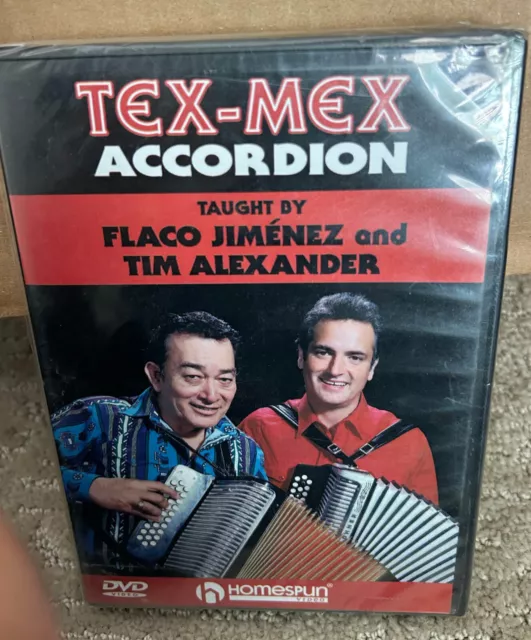 TEX-MEX
ACCORDION
TAUGHT BY
FLACO JIMÉNEZ and
TIM ALEXANDER
DVD
VIDEO
h HOMESPUN®
VIDEO